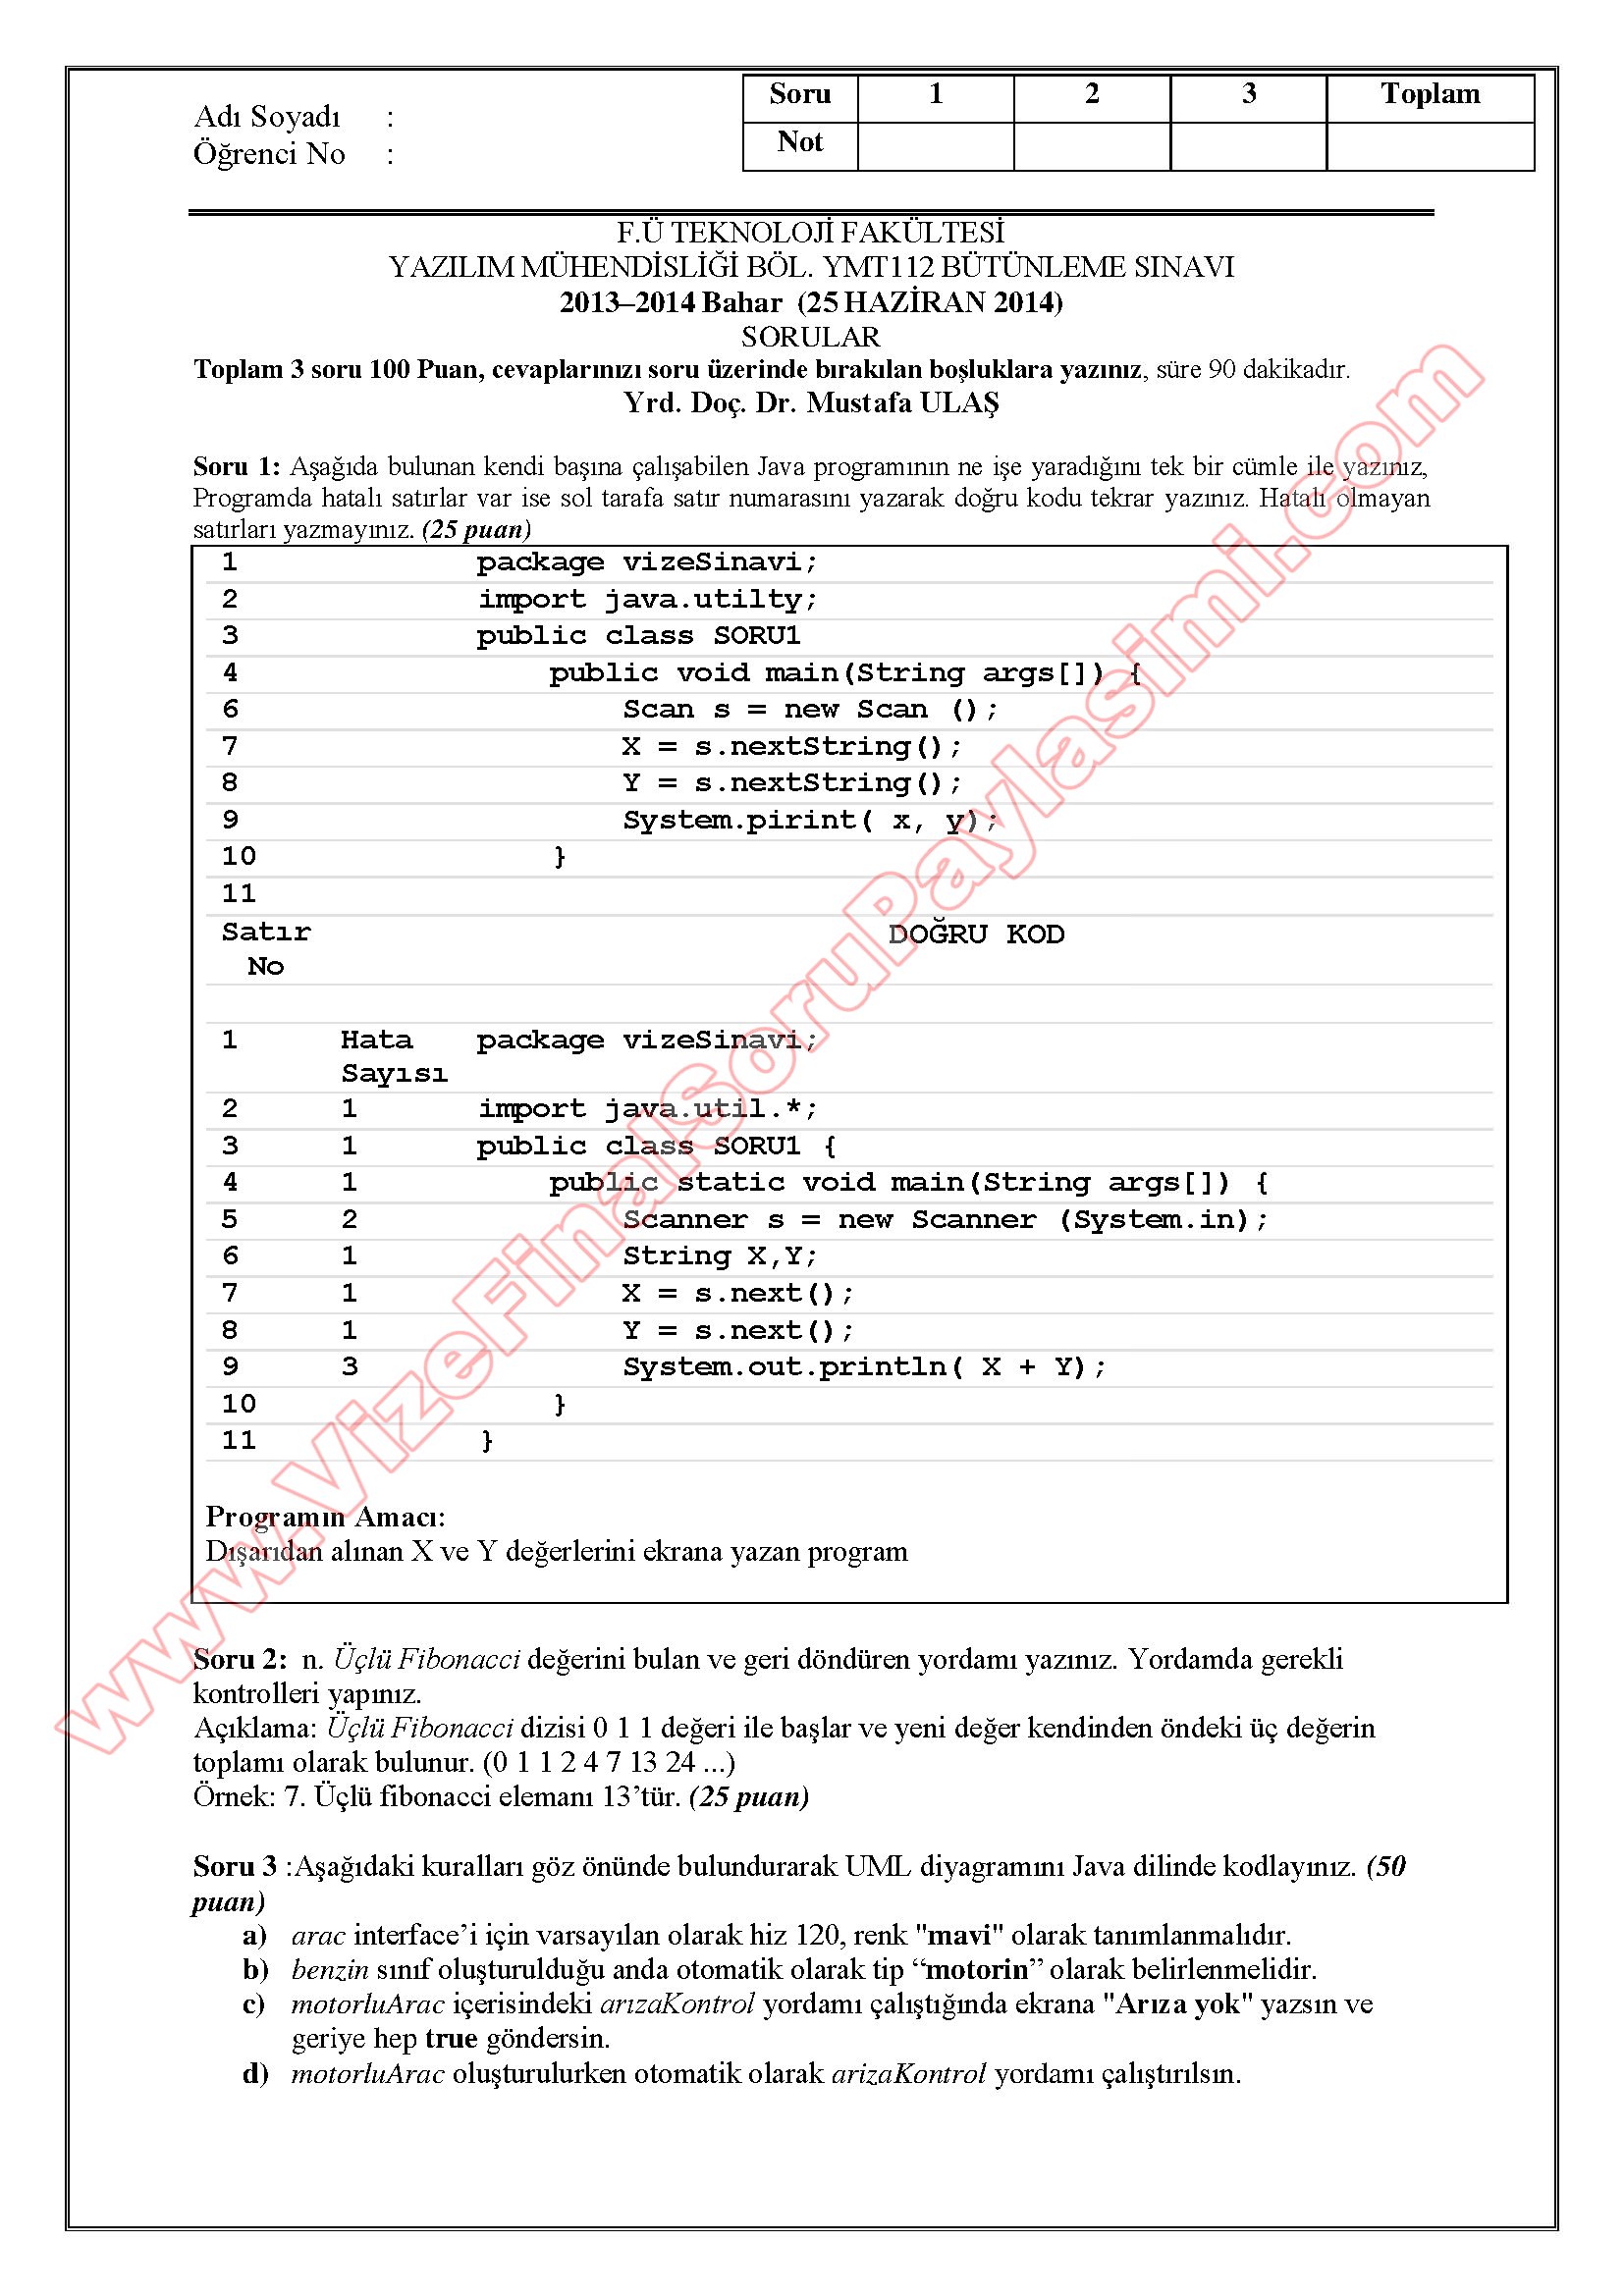 Adı Soyadı :
Öğrenci No :
Soru 1 2 3 Toplam
Not
F.Ü TEKNOLOJİ FAKÜLTESİ
YAZILIM MÜHENDİSLİĞİ BÖL. YMT112 BÜTÜNLEME SINAVI
2013–2014 Bahar (25 HAZİRAN 2014)
SORULAR
Toplam 3 soru 100 Puan, cevaplarınızı soru üzerinde bırakılan boşluklara yazınız, süre 90 dakikadır.
Yrd. Doç. Dr. Mustafa ULAŞ
Soru 1: Aşağıda bulunan kendi başına çalışabilen Java programının ne işe yaradığını tek bir cümle ile yazınız,
Programda hatalı satırlar var ise sol tarafa satır numarasını yazarak doğru kodu tekrar yazınız. Hatalı olmayan
satırları yazmayınız. (25 puan)
1 package vizeSinavi;
2 import java.utilty;
3 public class SORU1
4 public void main(String args[]) {
6 Scan s = new Scan ();
7 X = s.nextString();
8 Y = s.nextString();
9 System.pirint( x, y);
10 }
11
Satır DOĞRU KOD
No
1 Hata package vizeSinavi;
Sayısı
2 1 import java.util.*;
3 1 public class SORU1 {
4 1 public static void main(String args[]) {
5 2 Scanner s = new Scanner (System.in);
6 1 String X,Y;
7 1 X = s.next();
8 1 Y = s.next();
9 3 System.out.println( X + Y);
10 }
11 }
Programın Amacı:
Dışarıdan alınan X ve Y değerlerini ekrana yazan program
Soru 2: n. Üçlü Fibonacci değerini bulan ve geri döndüren yordamı yazınız. Yordamda gerekli
kontrolleri yapınız.
Açıklama: Üçlü Fibonacci dizisi 0 1 1 değeri ile başlar ve yeni değer kendinden öndeki üç değerin
toplamı olarak bulunur. (0 1 1 2 4 7 13 24 ...)
Örnek: 7. Üçlü fibonacci elemanı 13’tür. (25 puan)
Soru 3 :Aşağıdaki kuralları göz önünde bulundurarak UML diyagramını Java dilinde kodlayınız. (50
puan)
a) arac interface’i için varsayılan olarak hiz 120, renk "mavi" olarak tanımlanmalıdır.
b) benzin sınıf oluşturulduğu anda otomatik olarak tip “motorin” olarak belirlenmelidir.
c) motorluArac içerisindeki arızaKontrol yordamı çalıştığında ekrana "Arıza yok" yazsın ve
geriye hep true göndersin.
d) motorluArac oluşturulurken otomatik olarak arizaKontrol yordamı çalıştırılsın.
www.VizeFinalSoruPaylasimi.com